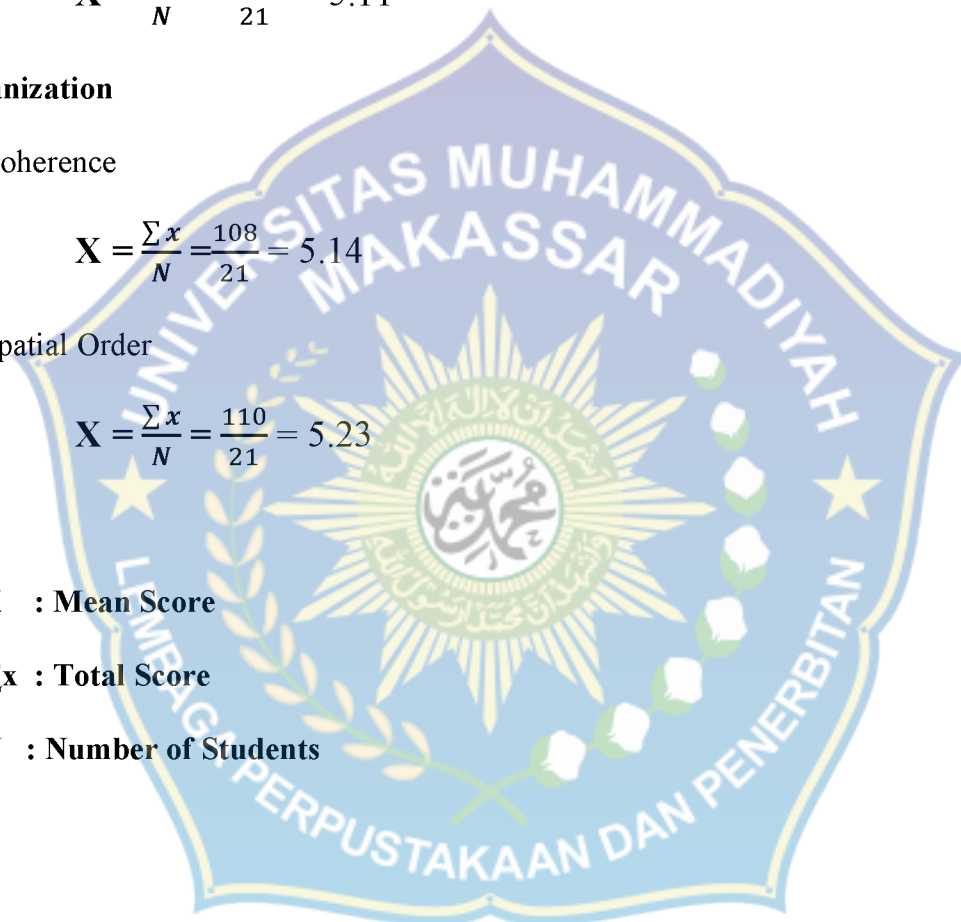 N 21
nization
oherence
X = ∑x/N = 108/21 = 5.14
patial Order
X = ∑x/N = 110/21 = 5.23
: Mean Score
x : Total Score
: Number of Students
UNIVERSITAS MUHAMMADIYAH
MAKASSAR
LEMBAGA PERPUSTAKAAN DAN PENERBITAN